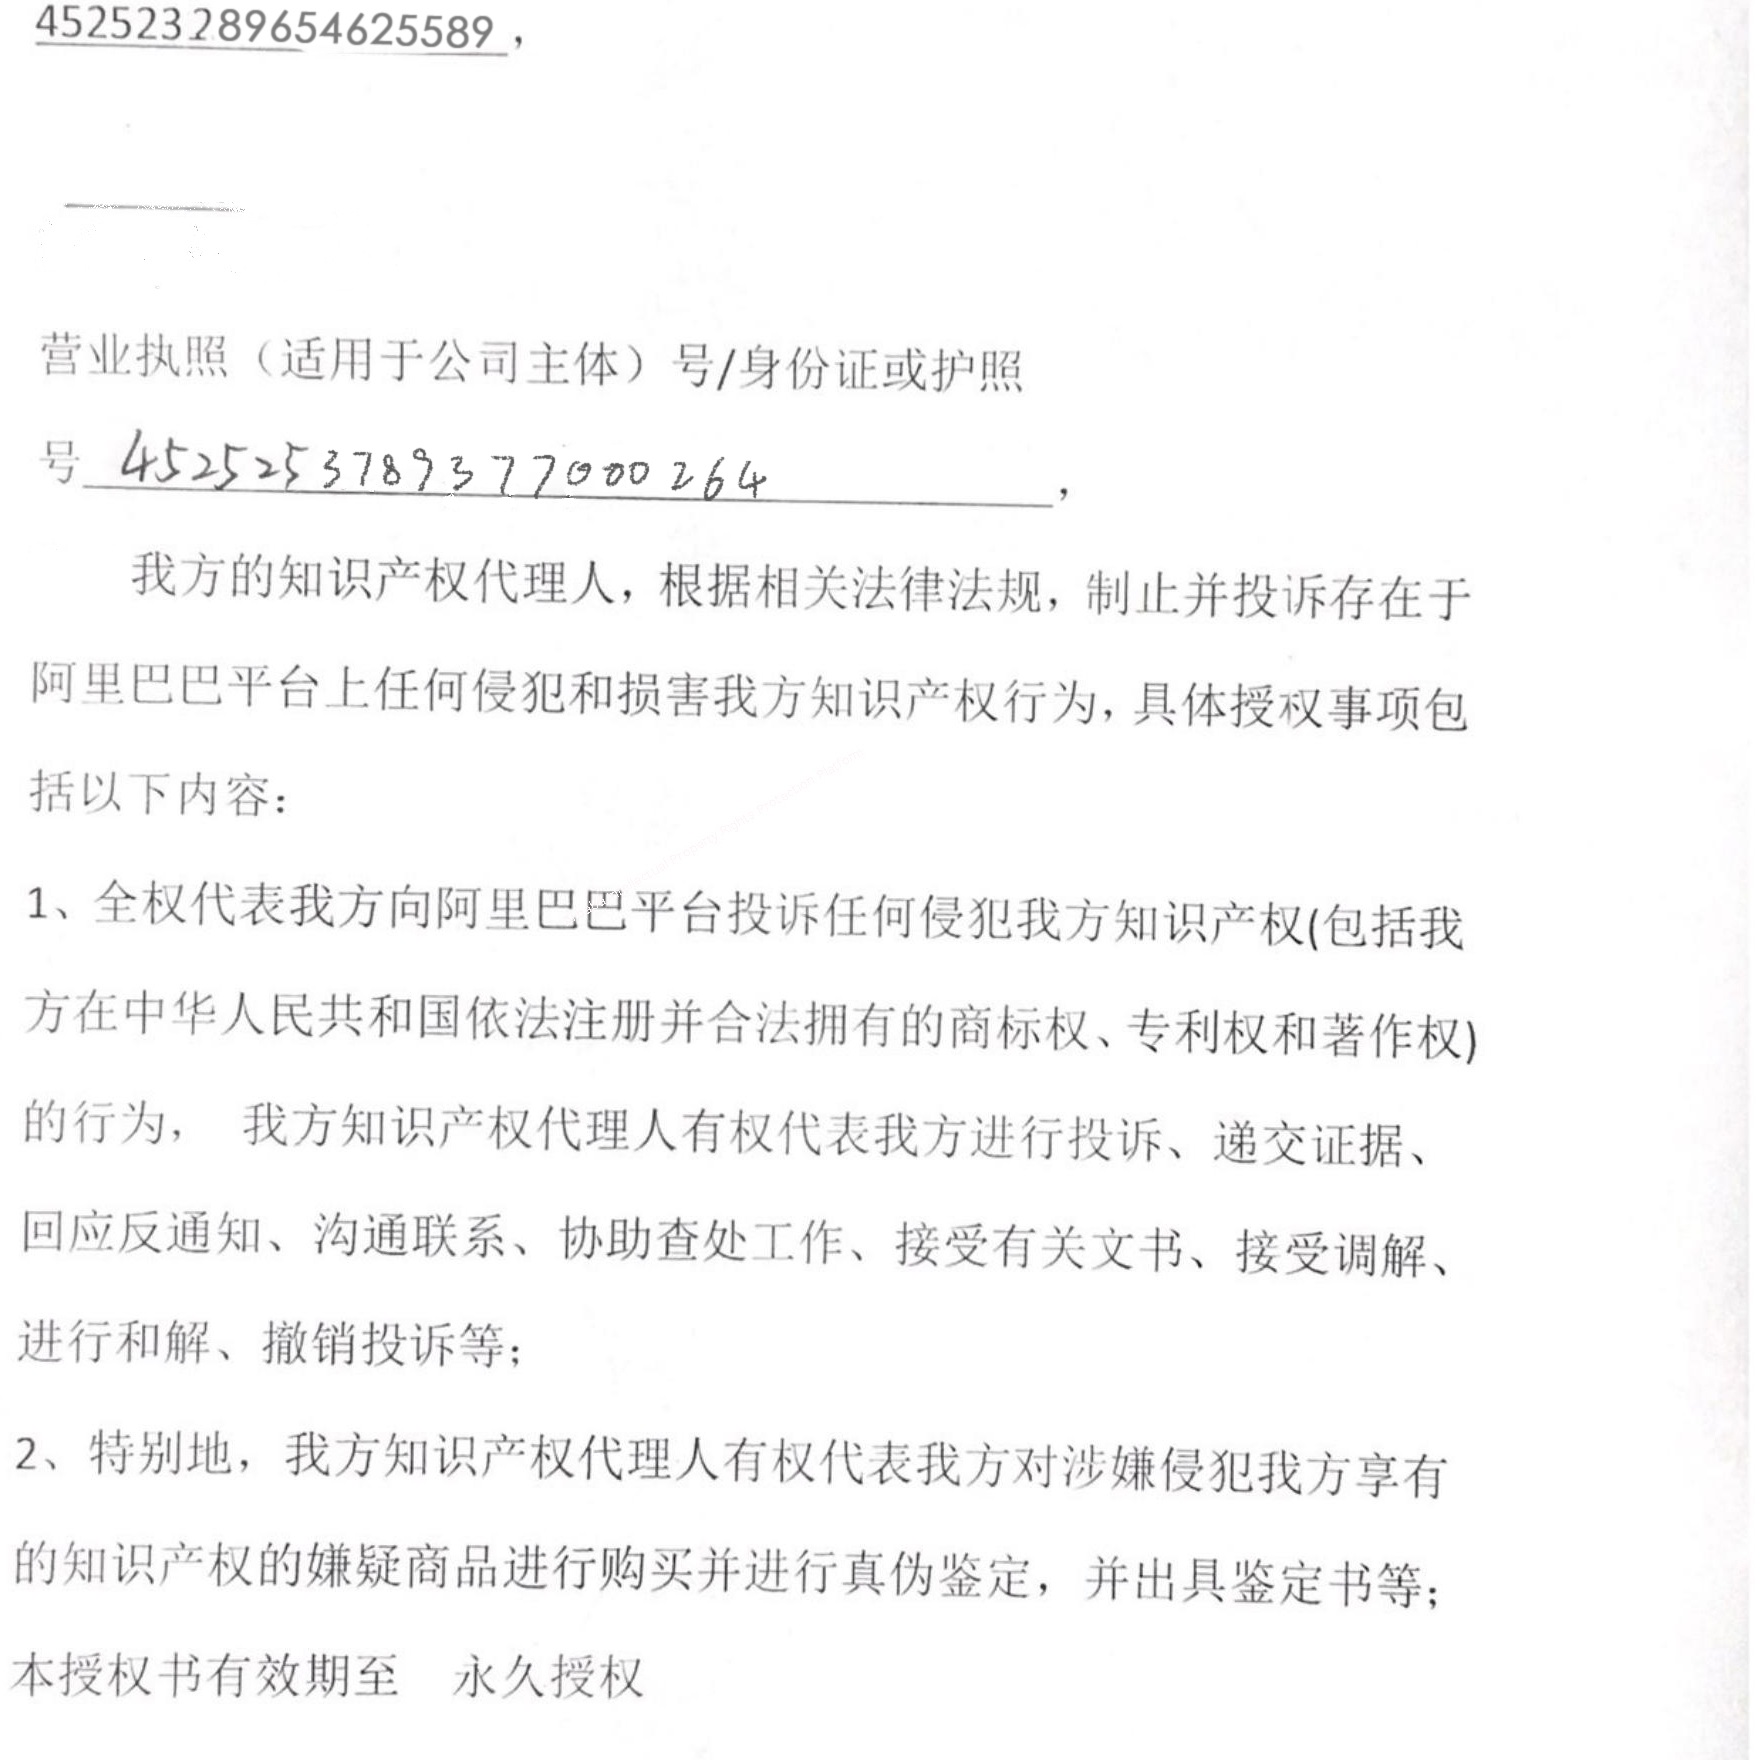 452523289654625589，
营业执照（适用于公司主体）号/身份证或护照
号 4525253789377000264，
我方的知识产权代理人，根据相关法律法规，制止并投诉存在于
阿里巴巴平台上任何侵犯和损害我方知识产权行为，具体授权事项包
括以下内容：
1、全权代表我方向阿里巴巴平台投诉任何侵犯我方知识产权(包括我
方在中华人民共和国依法注册并合法拥有的商标权、专利权和著作权)
的行为， 我方知识产权代理人有权代表我方进行投诉、递交证据、
回应反通知、沟通联系、协助查处工作、接受有关文书、接受调解、
进行和解、撤销投诉等；
2、特别地，我方知识产权代理人有权代表我方对涉嫌侵犯我方享有
的知识产权的嫌疑商品进行购买并进行真伪鉴定，并出具鉴定书等；
本授权书有效期至 永久授权